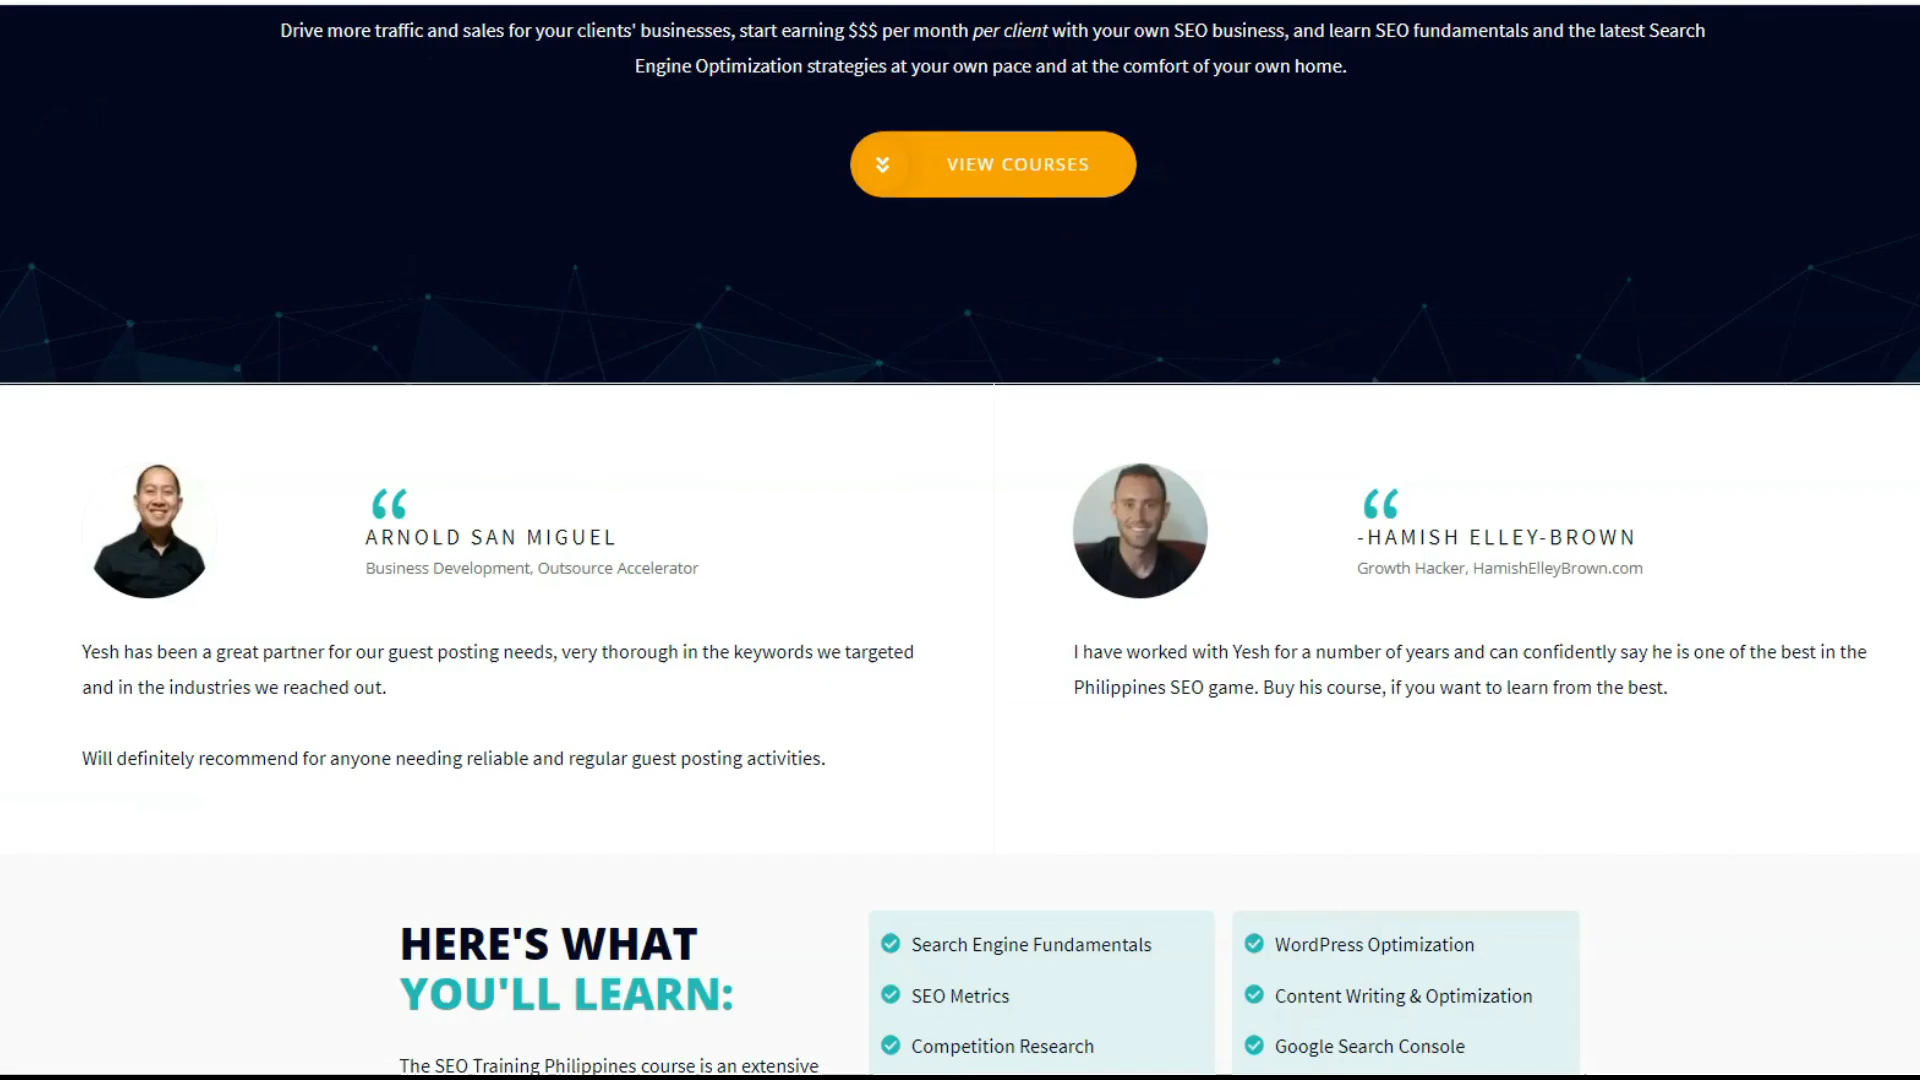 Drive more traffic and sales for your clients' businesses, start earning $$$ per month per client with your own SEO business, and learn SEO fundamentals and the latest Search
Engine Optimization strategies at your own pace and at the comfort of your own home.
VIEW COURSES
“
ARNOLD SAN MIGUEL
Business Development, Outsource Accelerator
Yesh has been a great partner for our guest posting needs, very thorough in the keywords we targeted
and in the industries we reached out.
Will definitely recommend for anyone needing reliable and regular guest posting activities.
“
-HAMISH ELLEY-BROWN
Growth Hacker, HamishElleyBrown.com
I have worked with Yesh for a number of years and can confidently say he is one of the best in the
Philippines SEO game. Buy his course, if you want to learn from the best.
HERE'S WHAT
YOU'LL LEARN:
The SEO Training Philippines course is an extensive
Search Engine Fundamentals
SEO Metrics
Competition Research
WordPress Optimization
Content Writing & Optimization
Google Search Console